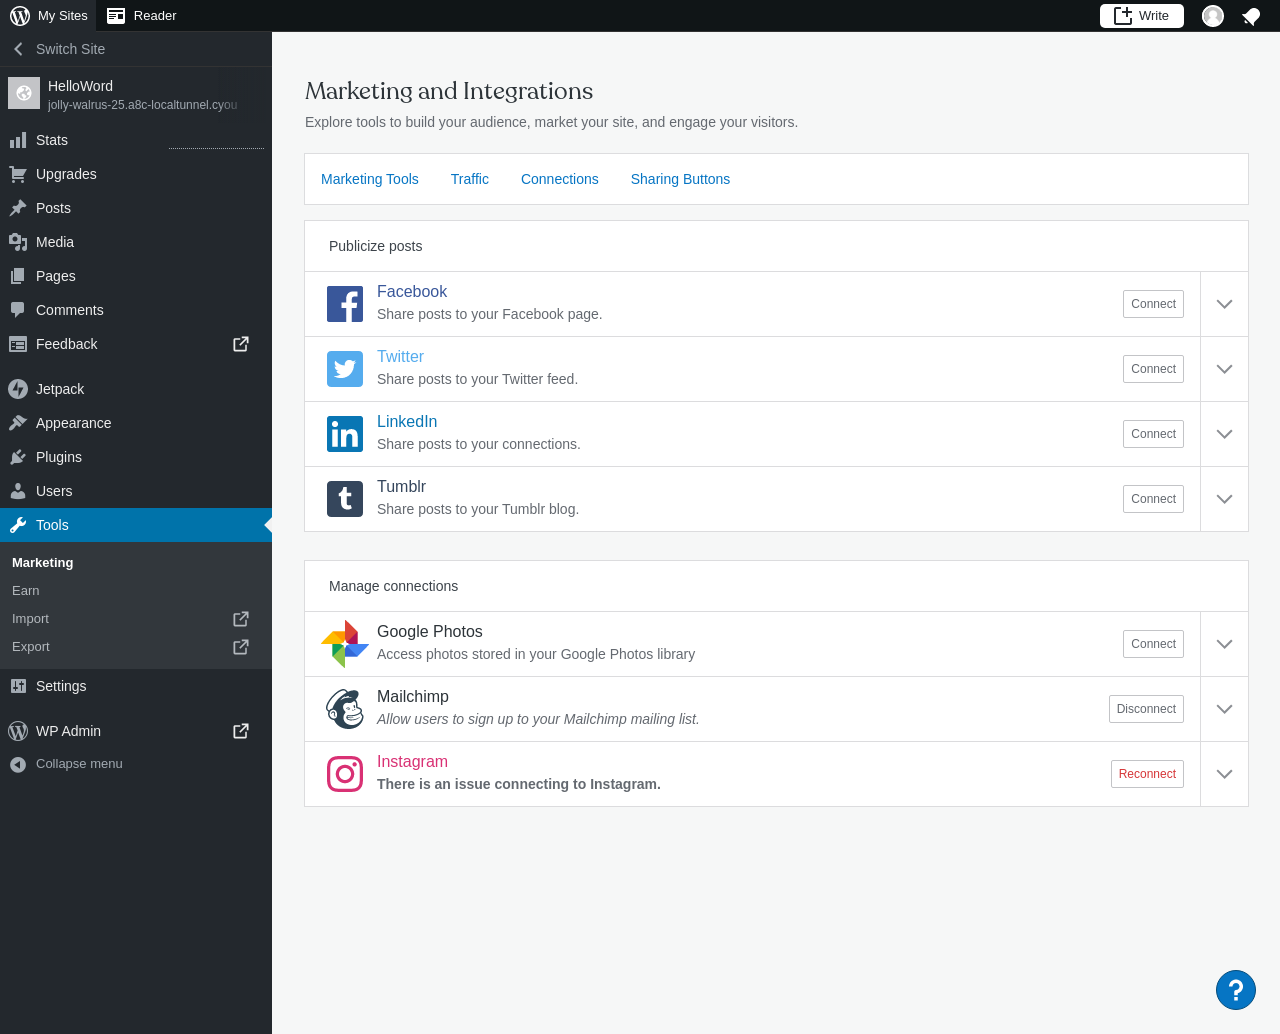 My Sites
Reader
Write
Switch Site
HelloWord
jolly-walrus-25.a8c-localtunnel.cyou
Stats
Upgrades
Posts
Media
Pages
Comments
Feedback
Jetpack
Appearance
Plugins
Users
Tools
Marketing
Earn
Import
Export
Settings
WP Admin
Collapse menu
Marketing and Integrations
Explore tools to build your audience, market your site, and engage your visitors.
Marketing Tools Traffic Connections Sharing Buttons
Publicize posts
Facebook
Share posts to your Facebook page.
Connect
Twitter
Share posts to your Twitter feed.
Connect
LinkedIn
Share posts to your connections.
Connect
Tumblr
Share posts to your Tumblr blog.
Connect
Manage connections
Google Photos
Access photos stored in your Google Photos library
Connect
Mailchimp
Allow users to sign up to your Mailchimp mailing list.
Disconnect
Instagram
There is an issue connecting to Instagram.
Reconnect
?